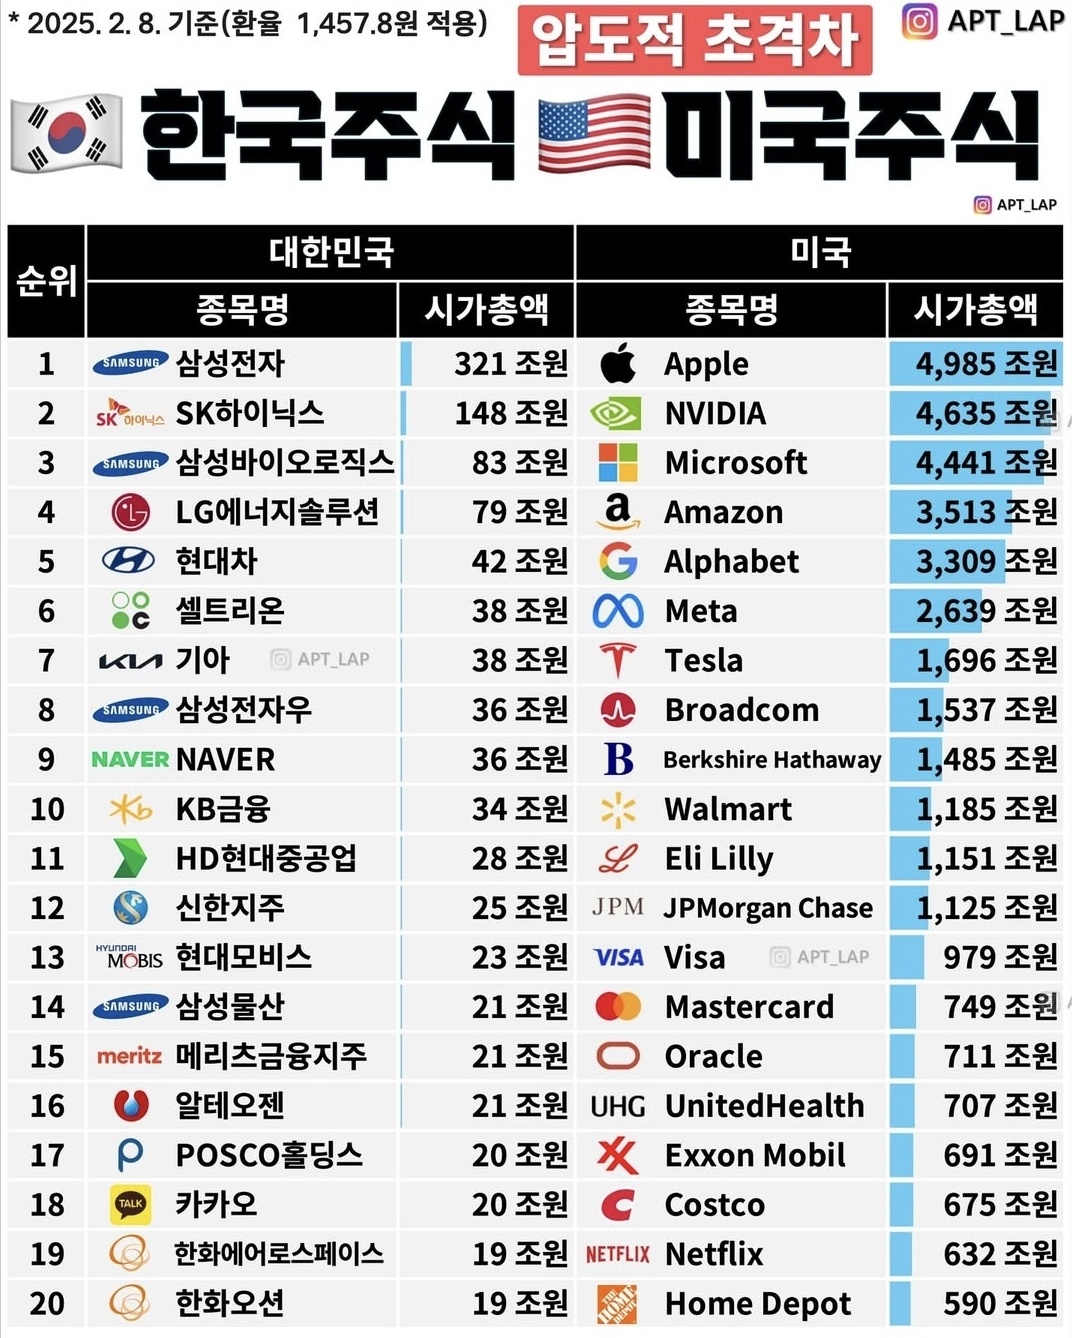 * 2025. 2. 8. 기준(환율 1,457.8원 적용)
압도적 초격차
APT_LAP
한국주식 미국주식
APT_LAP
순위 대한민국 미국
종목명 시가총액 종목명 시가총액
1 SAMSUNG 삼성전자 321 조원 Apple 4,985 조원
2 SK하이닉스 SK하이닉스 148 조원 NVIDIA 4,635 조원
3 SAMSUNG 삼성바이오로직스 83 조원 Microsoft 4,441 조원
4 LG LG에너지솔루션 79 조원 a Amazon 3,513 조원
5 현대차 42 조원 G Alphabet 3,309 조원
6 셀트리온 38 조원 Meta 2,639 조원
7 KIA 기아 APT_LAP 38 조원 Tesla 1,696 조원
8 SAMSUNG 삼성전자우 36 조원 Broadcom 1,537 조원
9 NAVER NAVER 36 조원 B Berkshire Hathaway 1,485 조원
10 Kb KB금융 34 조원 Walmart 1,185 조원
11 HD현대중공업 28 조원 L Eli Lilly 1,151 조원
12 신한지주 25 조원 JPM JPMorgan Chase 1,125 조원
13 HYUNDAI MOBIS 현대모비스 23 조원 VISA Visa APT_LAP 979 조원
14 SAMSUNG 삼성물산 21 조원 Mastercard 749 조원
15 meritz 메리츠금융지주 21 조원 Oracle 711 조원
16 알테오젠 21 조원 UHG UnitedHealth 707 조원
17 POSCO홀딩스 20 조원 Exxon Mobil 691 조원
18 TALK 카카오 20 조원 Costco 675 조원
19 한화에어로스페이스 19 조원 NETFLIX Netflix 632 조원
20 한화오션 19 조원 THE HOME DEPOT Home Depot 590 조원